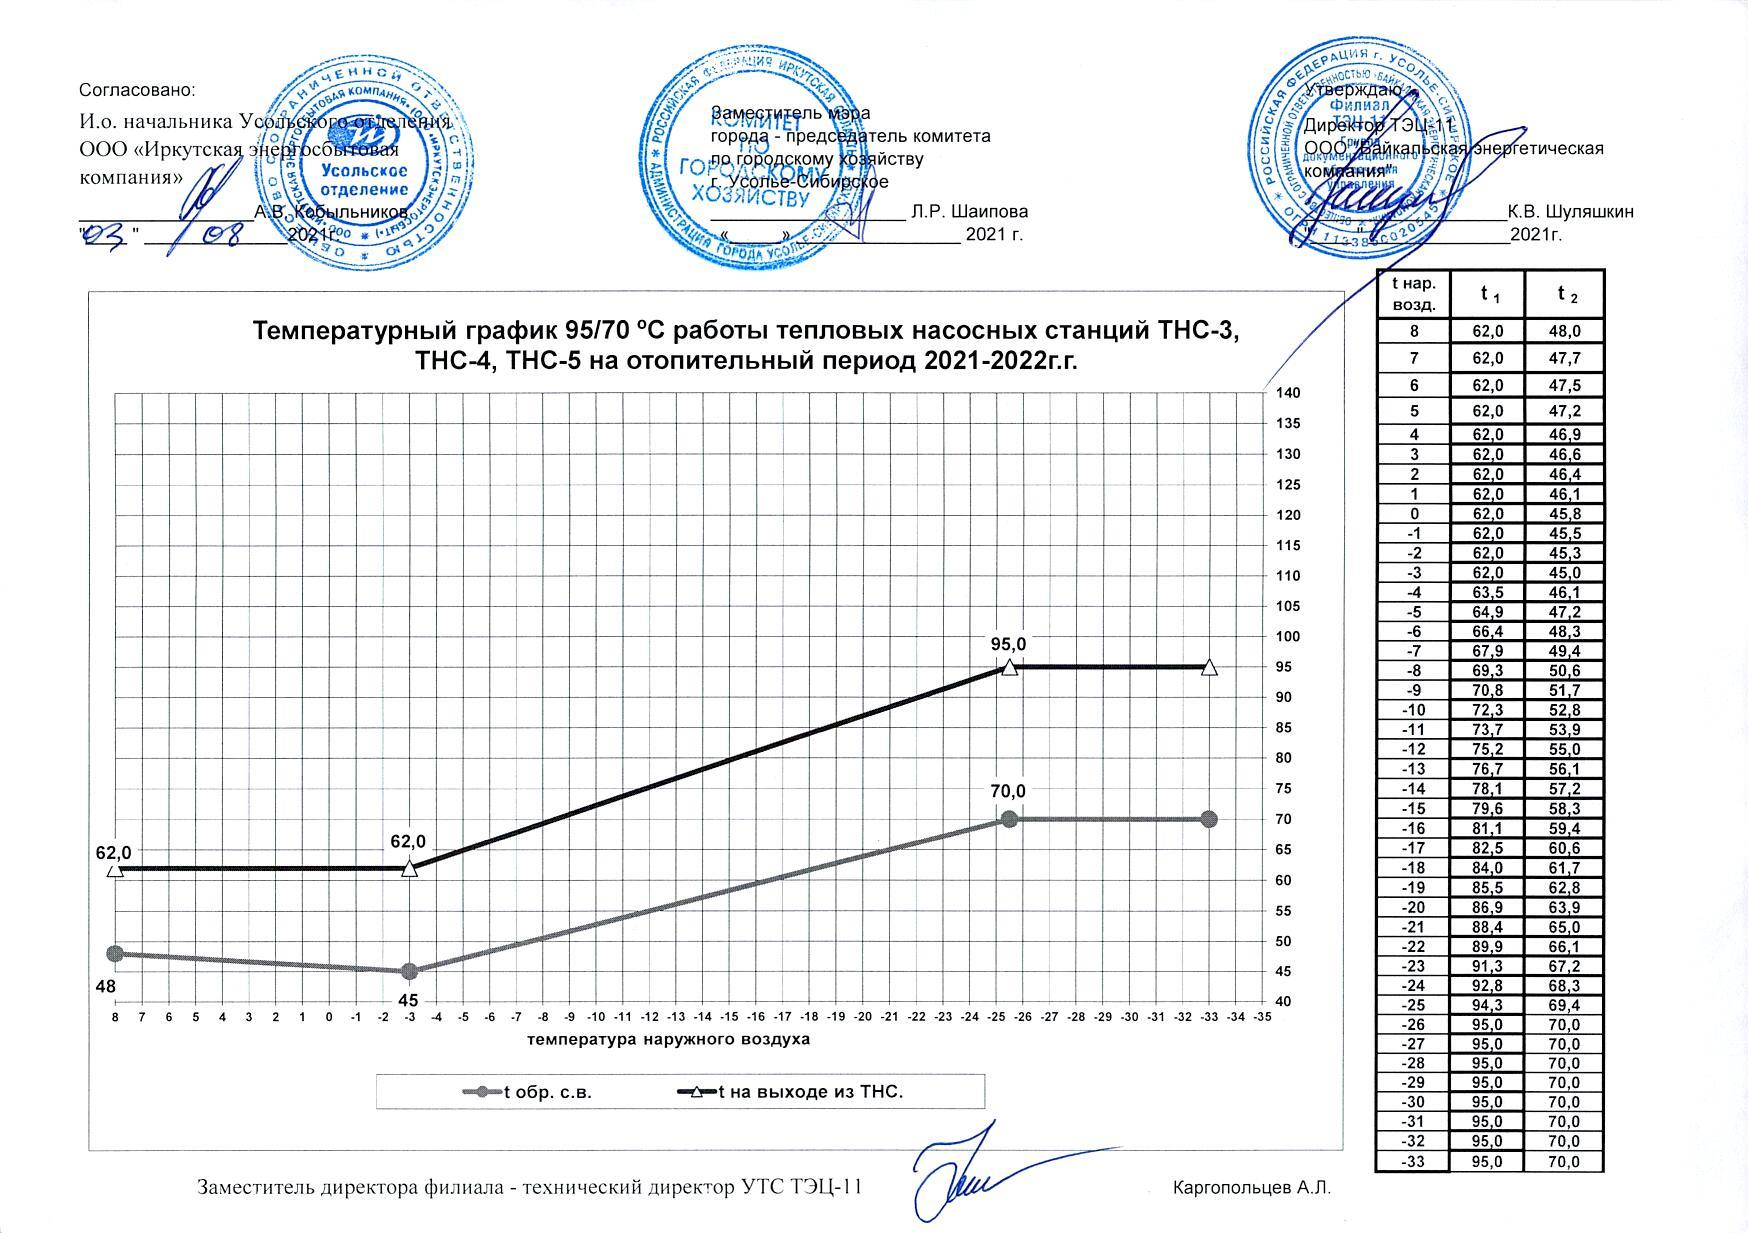 Согласовано:
И.о. начальника Усольского отделения
ООО «Иркутская энергосбытовая
компания»
А.В. Кобыльников
"03" 08 2021г.
Усольское
отделение
Заместитель мэра
города - председатель комитета
по городскому хозяйству
г. Усолье-Сибирское
Л.Р. Шаипова
«_____»_________________ 2021 г.
КОМИТЕТ
ПО
ГОРОДСКОМУ
ХОЗЯЙСТВУ
Утверждаю
Директор ТЭЦ-11
ООО "Байкальская энергетическая
компания"
К.В. Шуляшкин
"_____"_______________2021г.
Филиал
ТЭЦ-11
Температурный график 95/70 ºС работы тепловых насосных станций ТНС-3,
ТНС-4, ТНС-5 на отопительный период 2021-2022г.г.
140
135
130
125
120
115
110
105
100
95
90
85
80
75
70
65
60
55
50
45
40
95,0
70,0
62,0
62,0
48
45
8 7 6 5 4 3 2 1 0 -1 -2 -3 -4 -5 -6 -7 -8 -9 -10 -11 -12 -13 -14 -15 -16 -17 -18 -19 -20 -21 -22 -23 -24 -25 -26 -27 -28 -29 -30 -31 -32 -33 -34 -35
температура наружного воздуха
t обр. с.в. t на выходе из ТНС.
t нар. возд. t 1 t 2
8 62,0 48,0
7 62,0 47,7
6 62,0 47,5
5 62,0 47,2
4 62,0 46,9
3 62,0 46,6
2 62,0 46,4
1 62,0 46,1
0 62,0 45,8
-1 62,0 45,5
-2 62,0 45,3
-3 62,0 45,0
-4 63,5 46,1
-5 64,9 47,2
-6 66,4 48,3
-7 67,9 49,4
-8 69,3 50,6
-9 70,8 51,7
-10 72,3 52,8
-11 73,7 53,9
-12 75,2 55,0
-13 76,7 56,1
-14 78,1 57,2
-15 79,6 58,3
-16 81,1 59,4
-17 82,5 60,6
-18 84,0 61,7
-19 85,5 62,8
-20 86,9 63,9
-21 88,4 65,0
-22 89,9 66,1
-23 91,3 67,2
-24 92,8 68,3
-25 94,3 69,4
-26 95,0 70,0
-27 95,0 70,0
-28 95,0 70,0
-29 95,0 70,0
-30 95,0 70,0
-31 95,0 70,0
-32 95,0 70,0
-33 95,0 70,0
Заместитель директора филиала - технический директор УТС ТЭЦ-11
Каргопольцев А.Л.